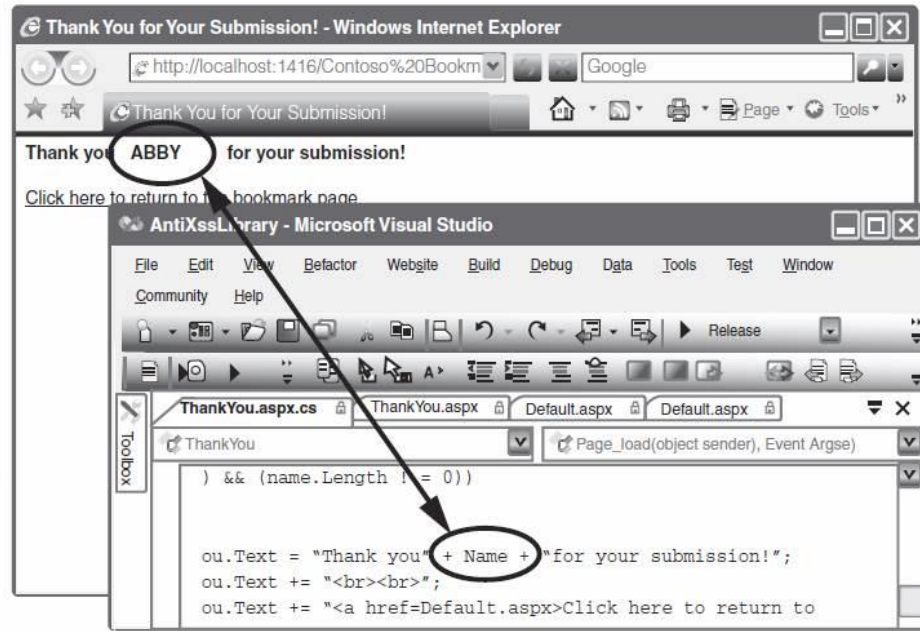 Thank You for Your Submission! - Windows Internet Explorer
http://localhost:1416/Contoso%20Bookm
Google
Thank You for Your Submission!
Page
Tools
Thank you ABBY for your submission!
Click here to return to the bookmark page
AntiXssLibrary - Microsoft Visual Studio
File Edit View Befactor Website Build Debug Data Tools Test Window
Community Help
Release
ThankYou.aspx.cs ThankYou.aspx Default.aspx Default.aspx
Toolbox
ThankYou
Page_load(object sender), Event Argse)
) && (name.Length ! = 0))
ou.Text = “Thank you” + Name + “for your submission!”;
ou.Text += “<br><br>”;
ou.Text += “<a href=Default.aspx>Click here to return to